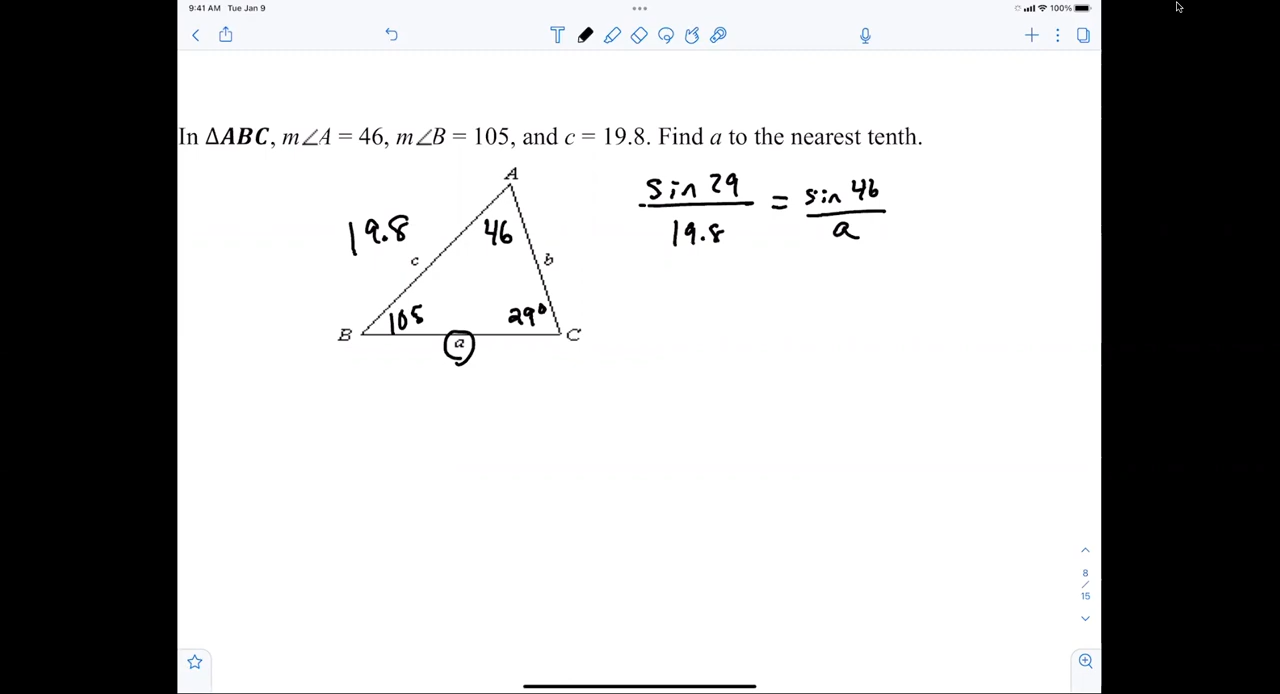 9:41 AM Tue Jan 9
100%
In ΔABC, m∠A = 46, m∠B = 105, and c = 19.8. Find a to the nearest tenth.
A
sin 29
sin 46
=
19.8
a
19.8
46
c
b
105
29°
B
a
C
8
/
15